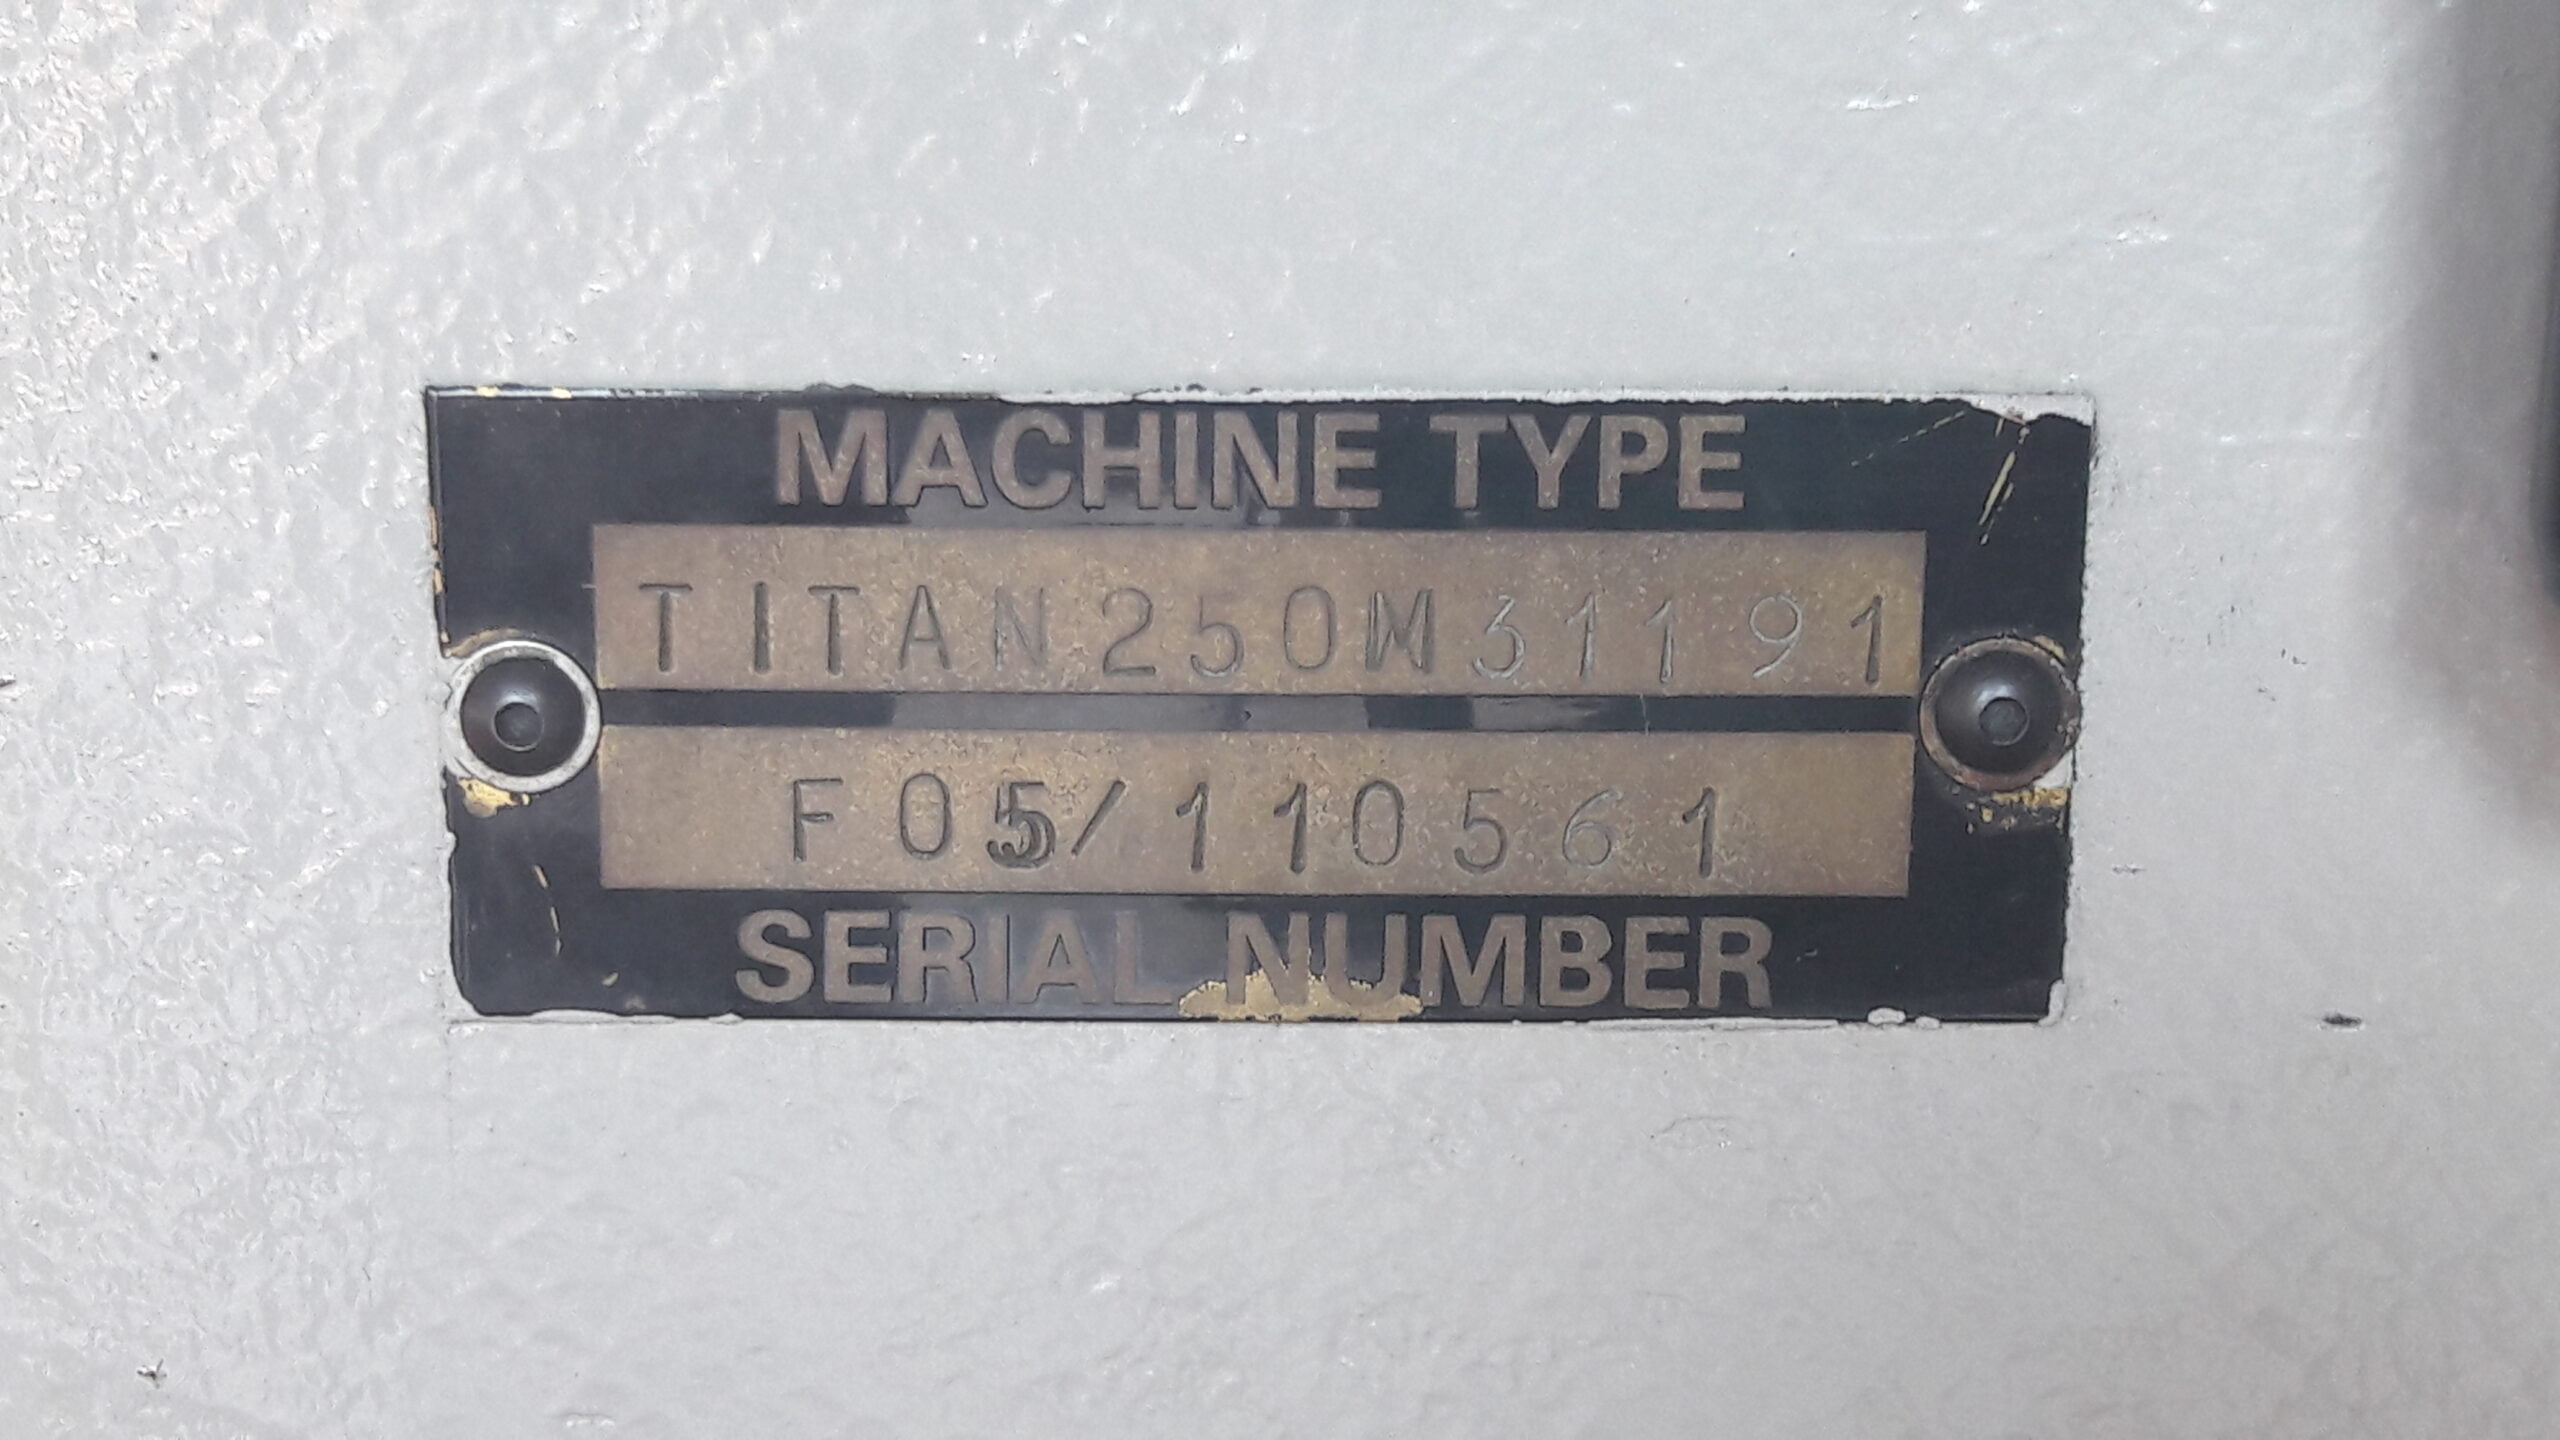 MACHINE TYPE
TITAN250M31191
F05/110561
SERIAL NUMBER